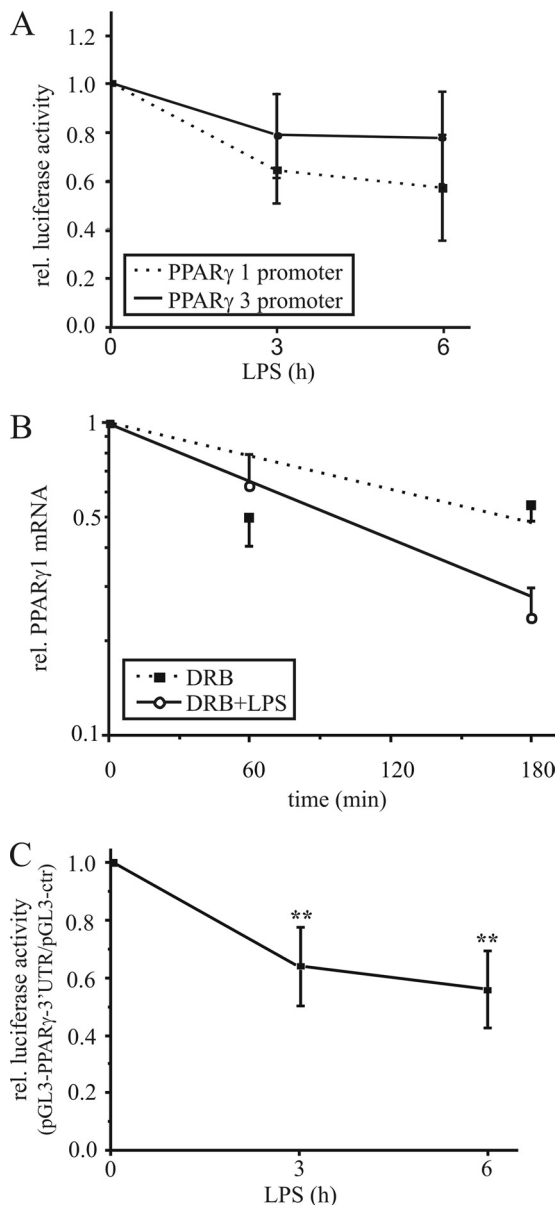 A
rel. luciferase activity
1.2
1.0
0.8
0.6
0.4
0.2
0.0
PPARγ 1 promoter
PPARγ 3 promoter
0 3 6
LPS (h)
B
rel. PPARγ1 mRNA
1
0.5
0.1
DRB
DRB+LPS
0 60 120 180
time (min)
C
rel. luciferase activity
(pGL3-PPARγ-3'UTR/pGL3-ctr)
1.0
0.8
0.6
0.4
0.2
0.0
**
**
0 3 6
LPS (h)